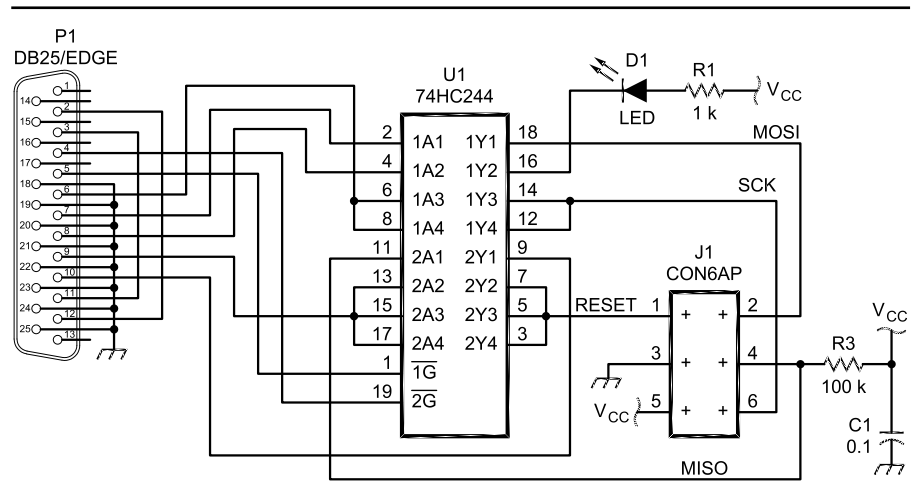 P1
DB25/EDGE
1
14
2
15
3
16
4
17
5
18
6
19
7
20
8
21
9
22
10
23
11
24
12
25
13
U1
74HC244
2 1A1 1Y1 18
4 1A2 1Y2 16
6 1A3 1Y3 14
8 1A4 1Y4 12
11 2A1 2Y1 9
13 2A2 2Y2 7
15 2A3 2Y3 5
17 2A4 2Y4 3
1 1G
19 2G
D1
LED
R1
1 k
VCC
MOSI
SCK
RESET
J1
CON6AP
1 + + 2
3 + + 4
VCC 5 + + 6
R3
100 k
VCC
C1
0.1
MISO